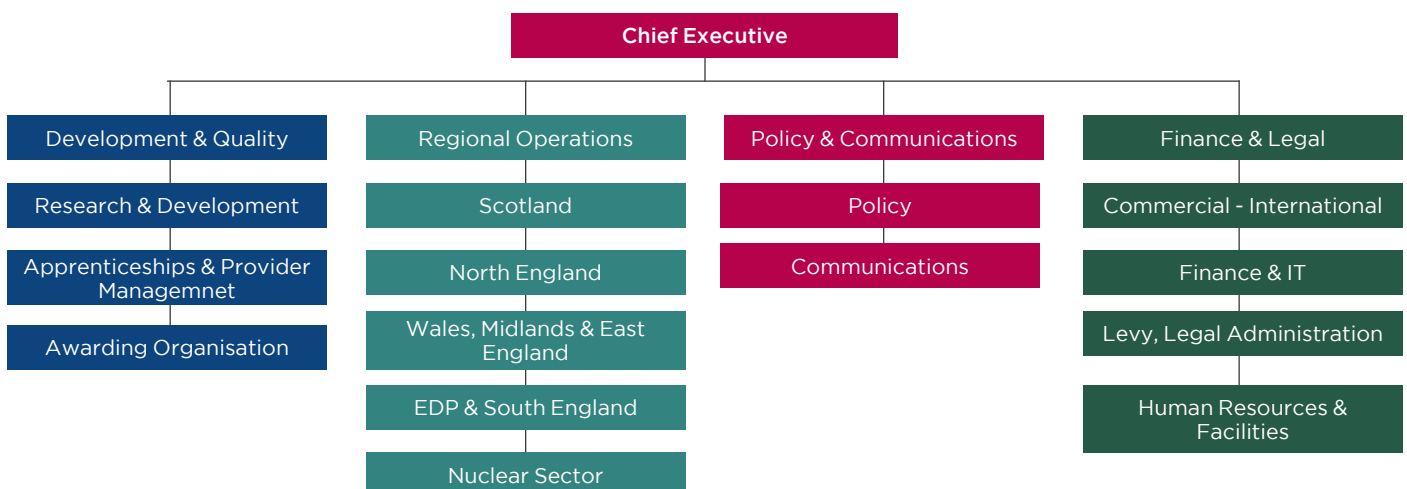 Chief Executive
Development & Quality
Research & Development
Apprenticeships & Provider
Managemnet
Awarding Organisation
Regional Operations
Scotland
North England
Wales, Midlands & East
England
EDP & South England
Nuclear Sector
Policy & Communications
Policy
Communications
Finance & Legal
Commercial - International
Finance & IT
Levy, Legal Administration
Human Resources &
Facilities